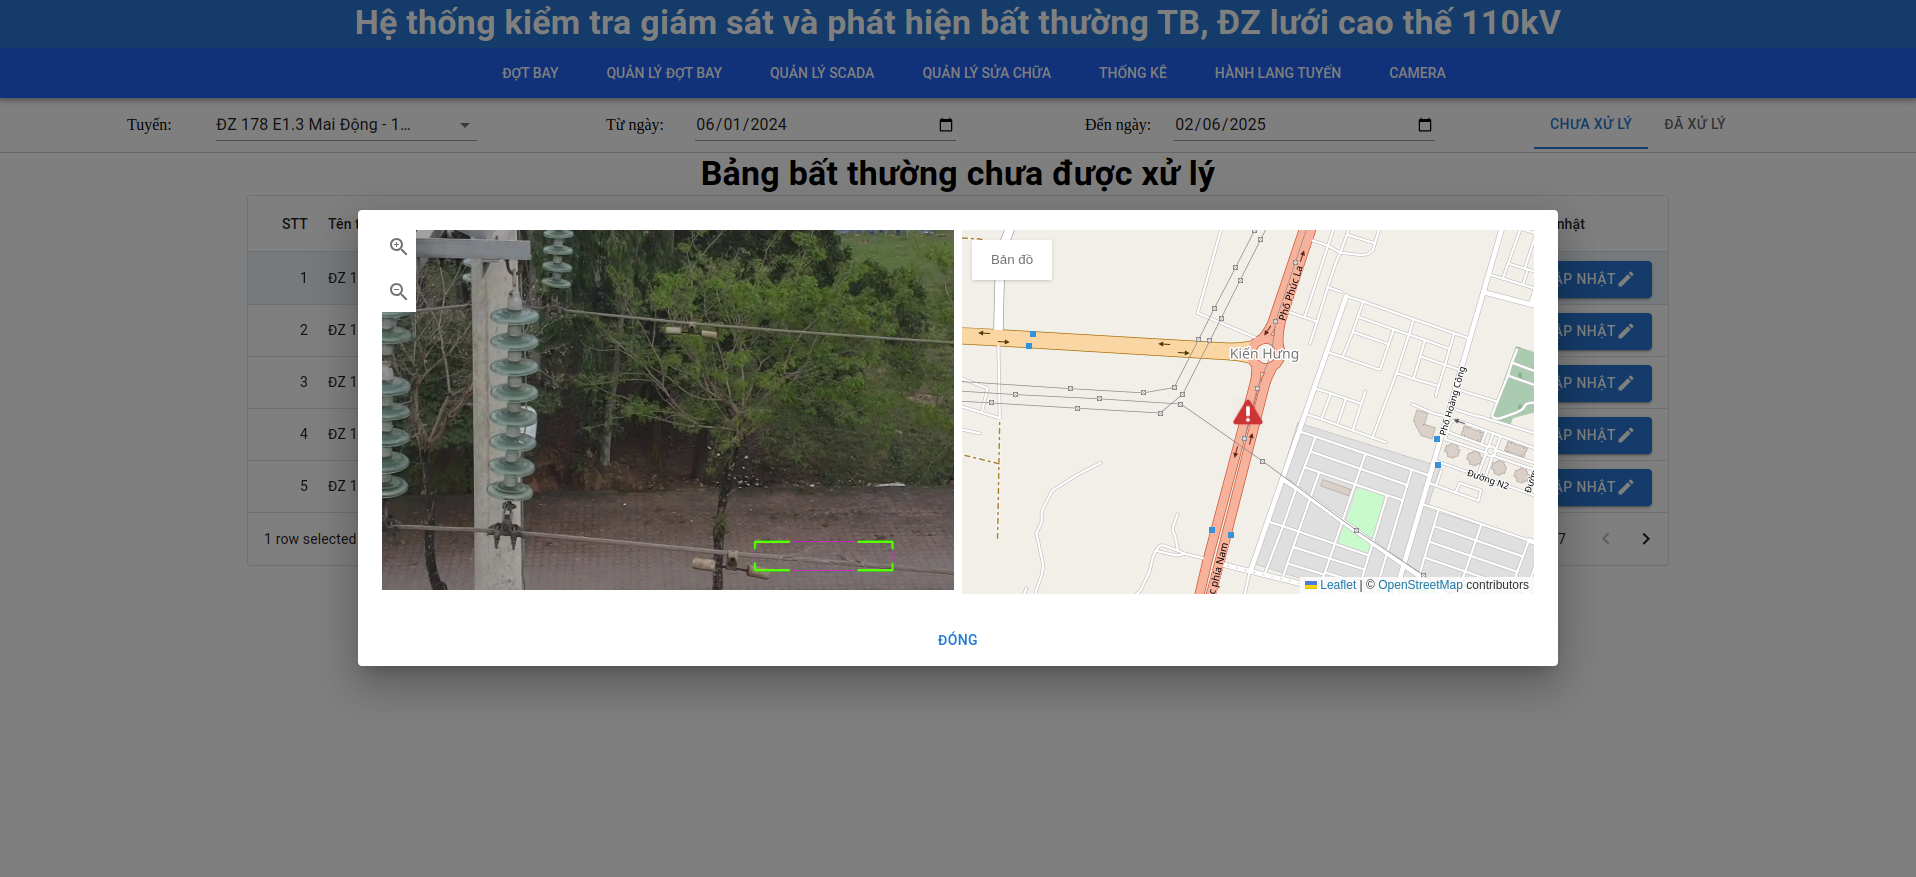 Hệ thống kiểm tra giám sát và phát hiện bất thường TB, ĐZ lưới cao thế 110kV
ĐỢT BAY QUẢN LÝ ĐỢT BAY QUẢN LÝ SCADA QUẢN LÝ SỬA CHỮA THỐNG KÊ HÀNH LANG TUYẾN CAMERA
Tuyến: ĐZ 178 E1.3 Mai Động - 1... Từ ngày: 06/01/2024 Đến ngày: 02/06/2025 CHƯA XỬ LÝ ĐÃ XỬ LÝ
Bảng bất thường chưa được xử lý
STT Tên nhật
1 ĐZ 1 NHẬT
2 ĐZ 1 NHẬT
3 ĐZ 1 NHẬT
4 ĐZ 1 NHẬT
5 ĐZ 1 NHẬT
1 row selected 7
Bản đồ
Phố Phúc La
Kiến Hưng
Phố Hoàng Công
Đường N2
phía Nam
Leaflet | © OpenStreetMap contributors
ĐÓNG